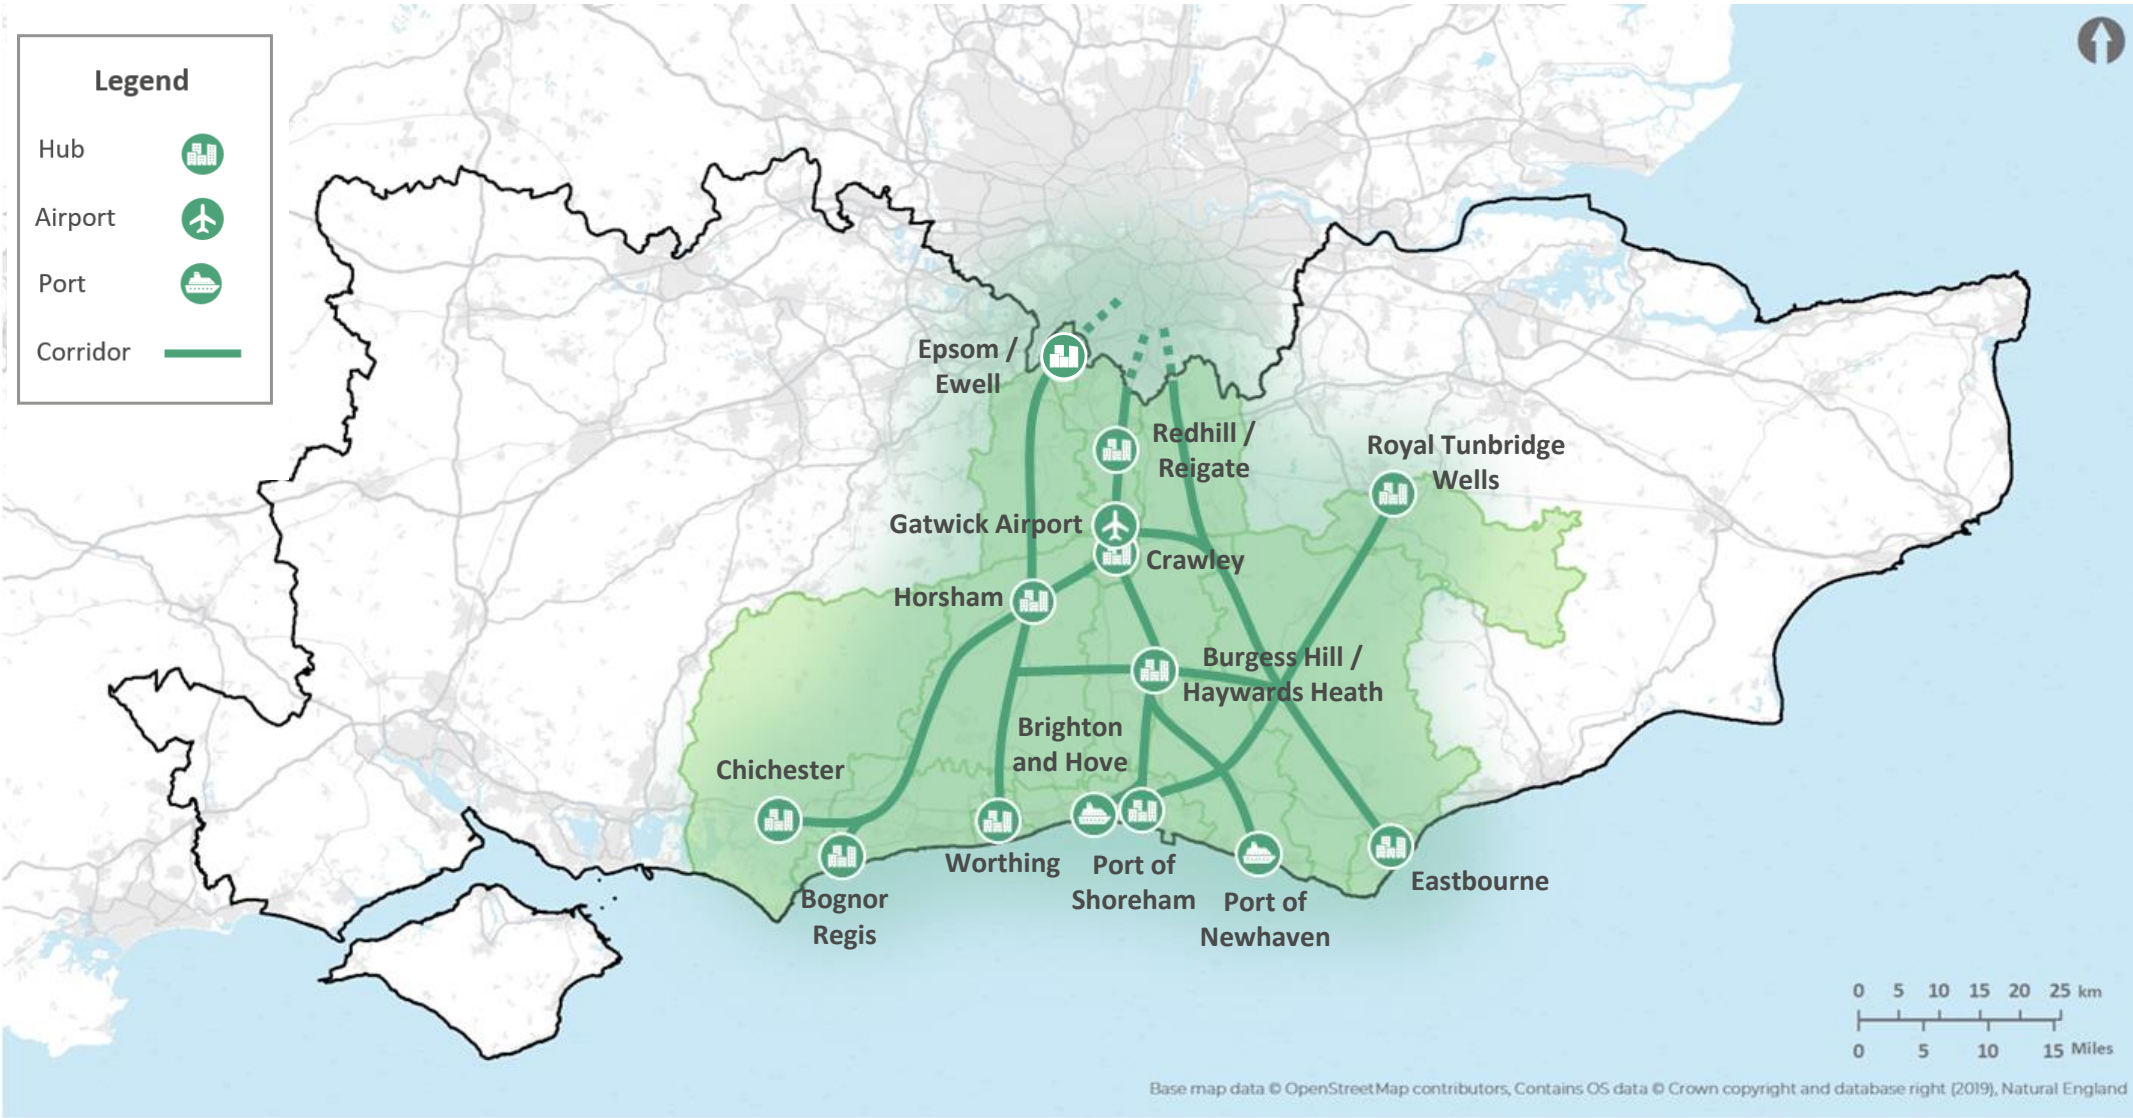 Legend
Hub
Airport
Port
Corridor
Epsom /
Ewell
Redhill /
Reigate
Royal Tunbridge
Wells
Gatwick Airport
Crawley
Horsham
Burgess Hill /
Haywards Heath
Brighton
and Hove
Chichester
Worthing
Port of
Shoreham
Eastbourne
Bognor
Regis
Port of
Newhaven
0 5 10 15 20 25 km
0 5 10 15 Miles
Base map data © OpenStreetMap contributors, Contains OS data © Crown copyright and database right (2019), Natural England